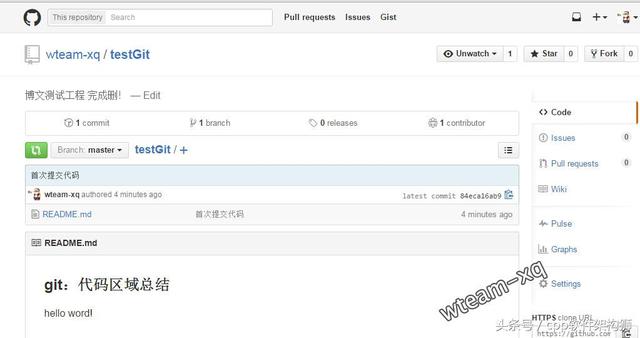 This repository Search Pull requests Issues Gist
wteam-xq / testGit Unwatch 1 Star 0 Fork 0
博文测试工程 完成删! — Edit
1 commit 1 branch 0 releases 1 contributor
Code
Branch: master testGit / +
Issues
首次提交代码
Pull requests
wteam-xq authored 4 minutes ago latest commit 84eca16ab9
Wiki
README.md 首次提交代码 4 minutes ago
Pulse
README.md
Graphs
git：代码区域总结
Settings
hello word!
wteam-xq
HTTPS clone URL
https://github.com
头条号 / cpp软件架构狮